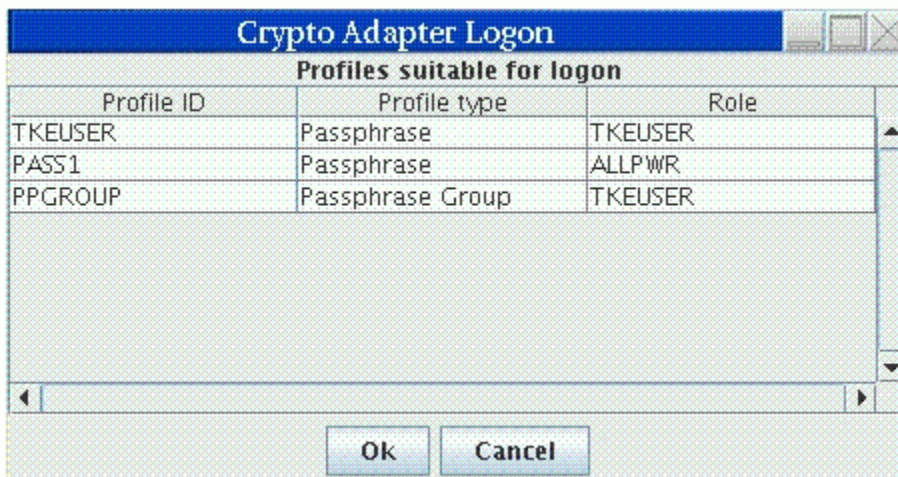 Crypto Adapter Logon
Profiles suitable for logon
Profile ID Profile type Role
TKEUSER Passphrase TKEUSER
PASS1 Passphrase ALLPWR
PPGROUP Passphrase Group TKEUSER
Ok Cancel